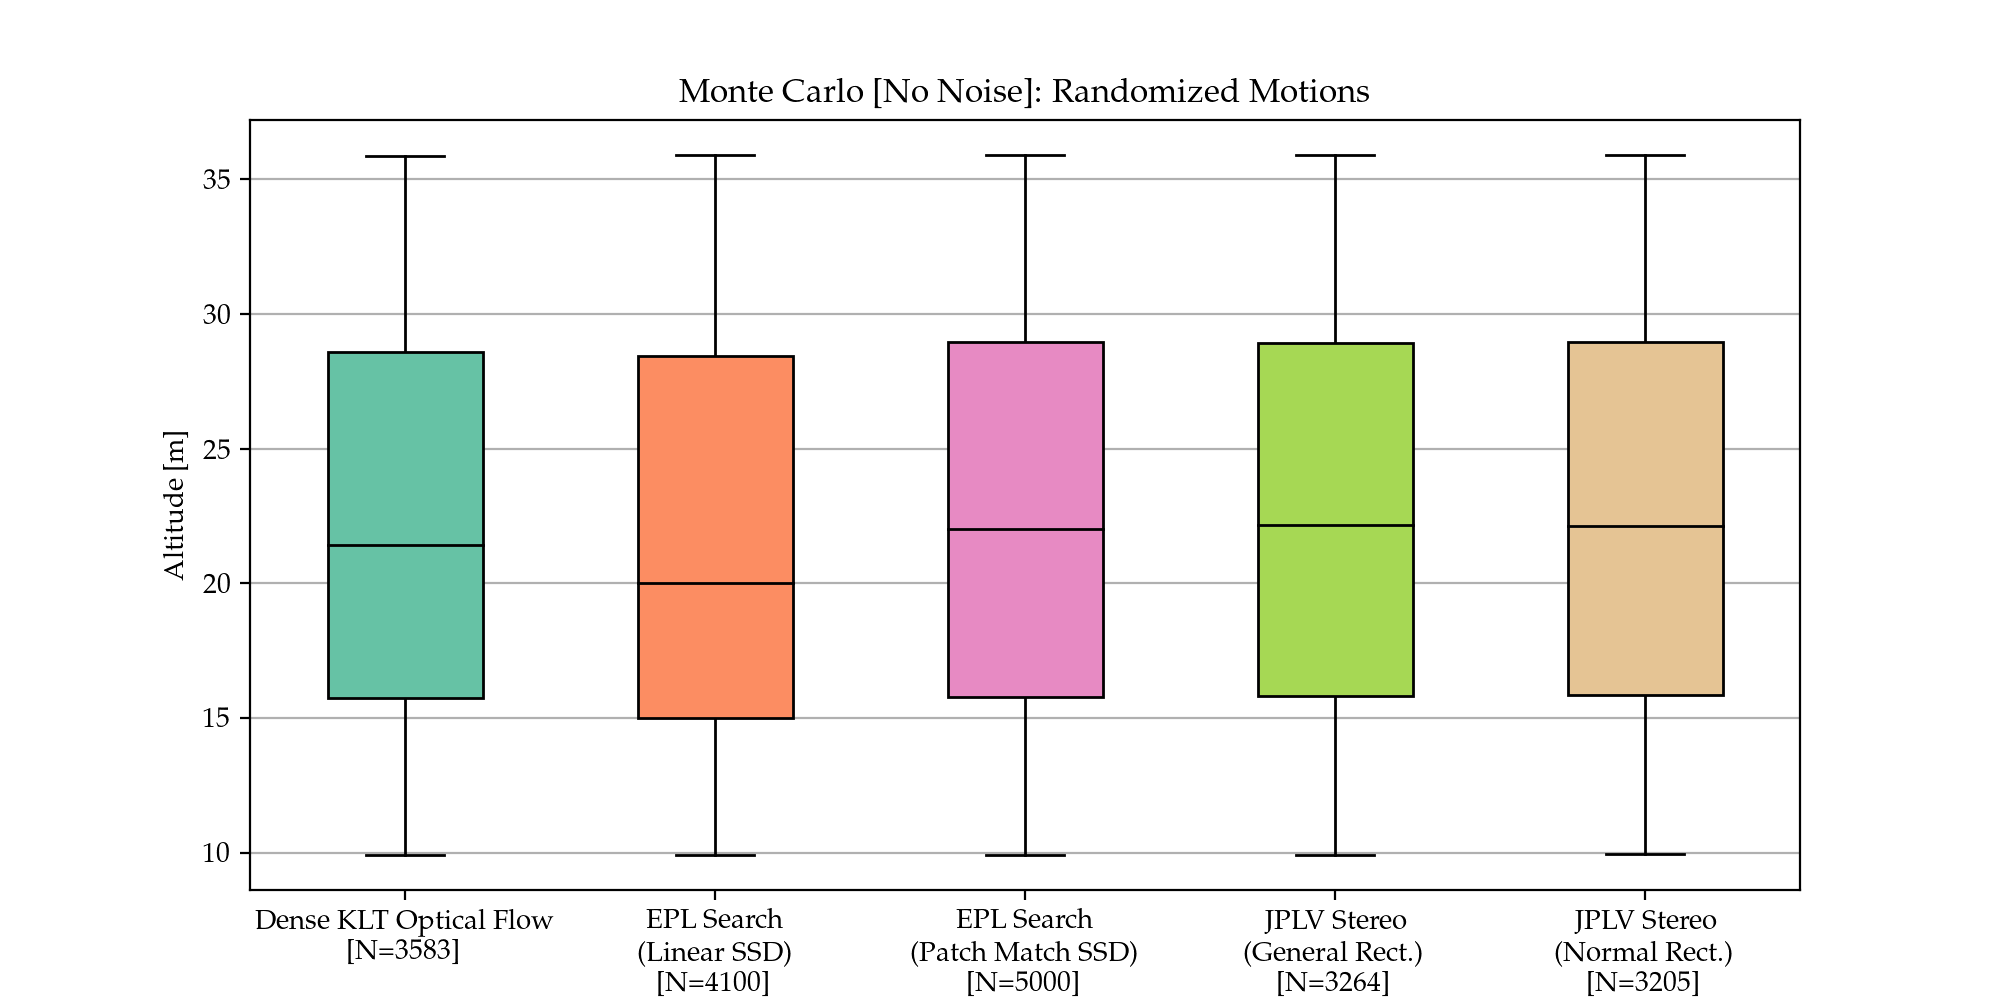 Monte Carlo [No Noise]: Randomized Motions
Altitude [m]
35
30
25
20
15
10
Dense KLT Optical Flow
[N=3583]
EPL Search
(Linear SSD)
[N=4100]
EPL Search
(Patch Match SSD)
[N=5000]
JPLV Stereo
(General Rect.)
[N=3264]
JPLV Stereo
(Normal Rect.)
[N=3205]